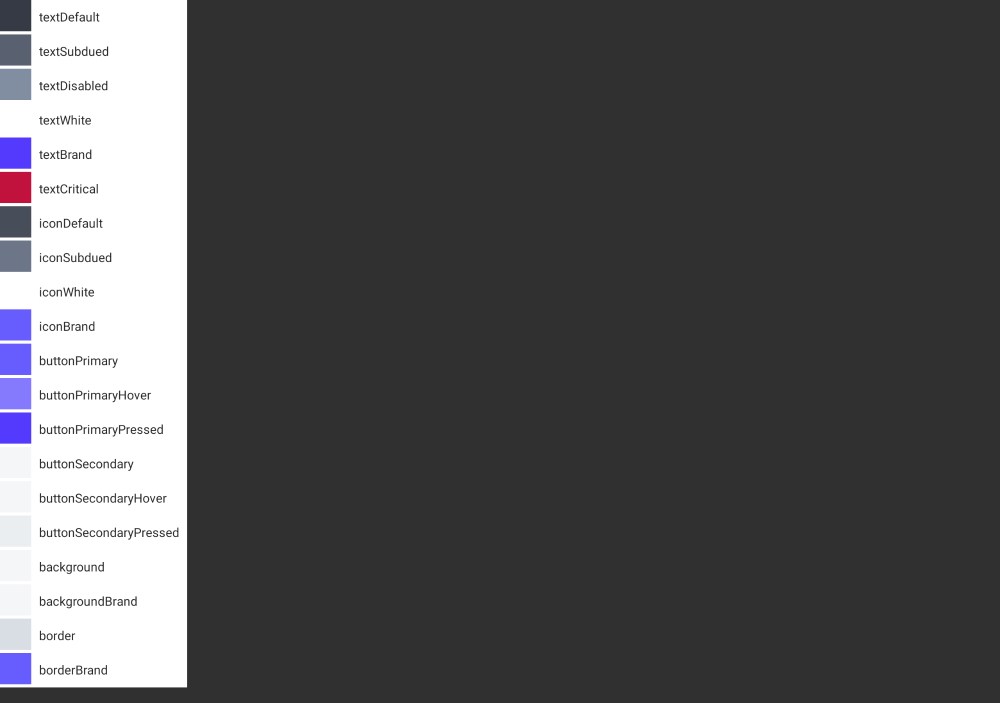 textDefault
textSubdued
textDisabled
textWhite
textBrand
textCritical
iconDefault
iconSubdued
iconWhite
iconBrand
buttonPrimary
buttonPrimaryHover
buttonPrimaryPressed
buttonSecondary
buttonSecondaryHover
buttonSecondaryPressed
background
backgroundBrand
border
borderBrand